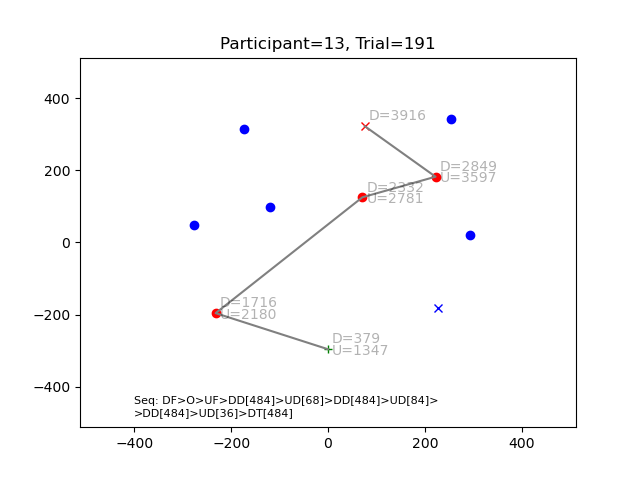 Participant=13, Trial=191
D=3916
D=2849
U=3597
D=2332
U=2781
D=1716
U=2180
D=379
U=1347
Seq: DF>O>UF>DD[484]>UD[68]>DD[484]>UD[84]>
>DD[484]>UD[36]>DT[484]
400
200
0
−200
−400
−400 −200 0 200 400